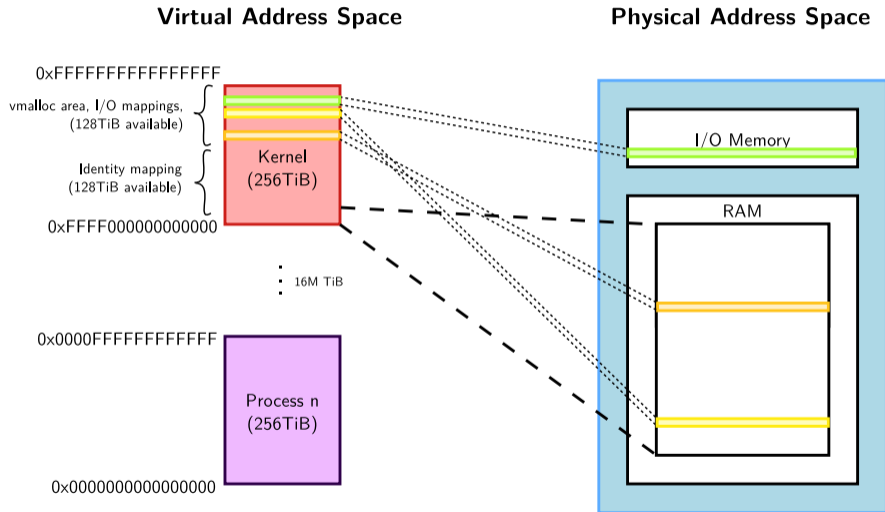 Virtual Address Space
Physical Address Space
0xFFFFFFFFFFFFFFFF
vmalloc area, I/O mappings,
(128TiB available)
Identity mapping
(128TiB available)
Kernel
(256TiB)
0xFFFF000000000000
16M TiB
0x0000FFFFFFFFFFFF
Process n
(256TiB)
0x0000000000000000
I/O Memory
RAM